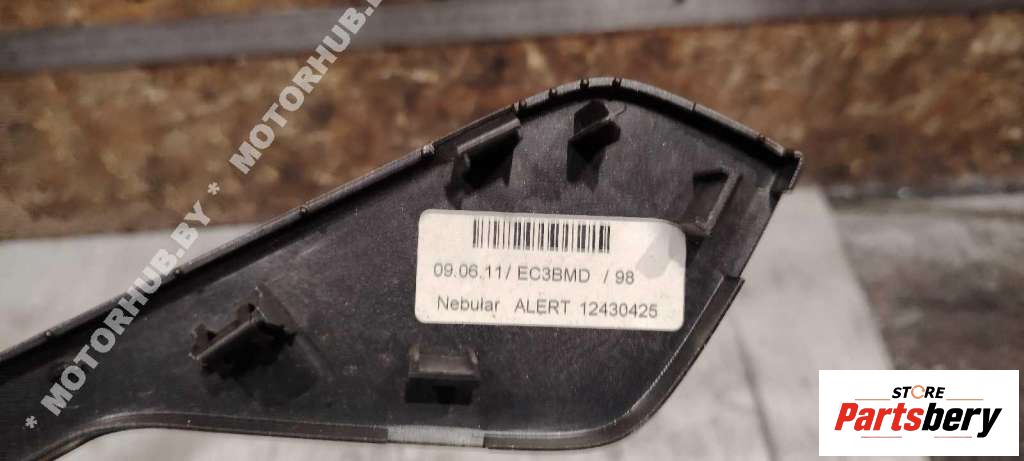 * MOTORHUB.BY * MOTORHUB.BY
09.06.11/ EC3BMD / 98
Nebular ALERT 12430425
STORE
Partsbery